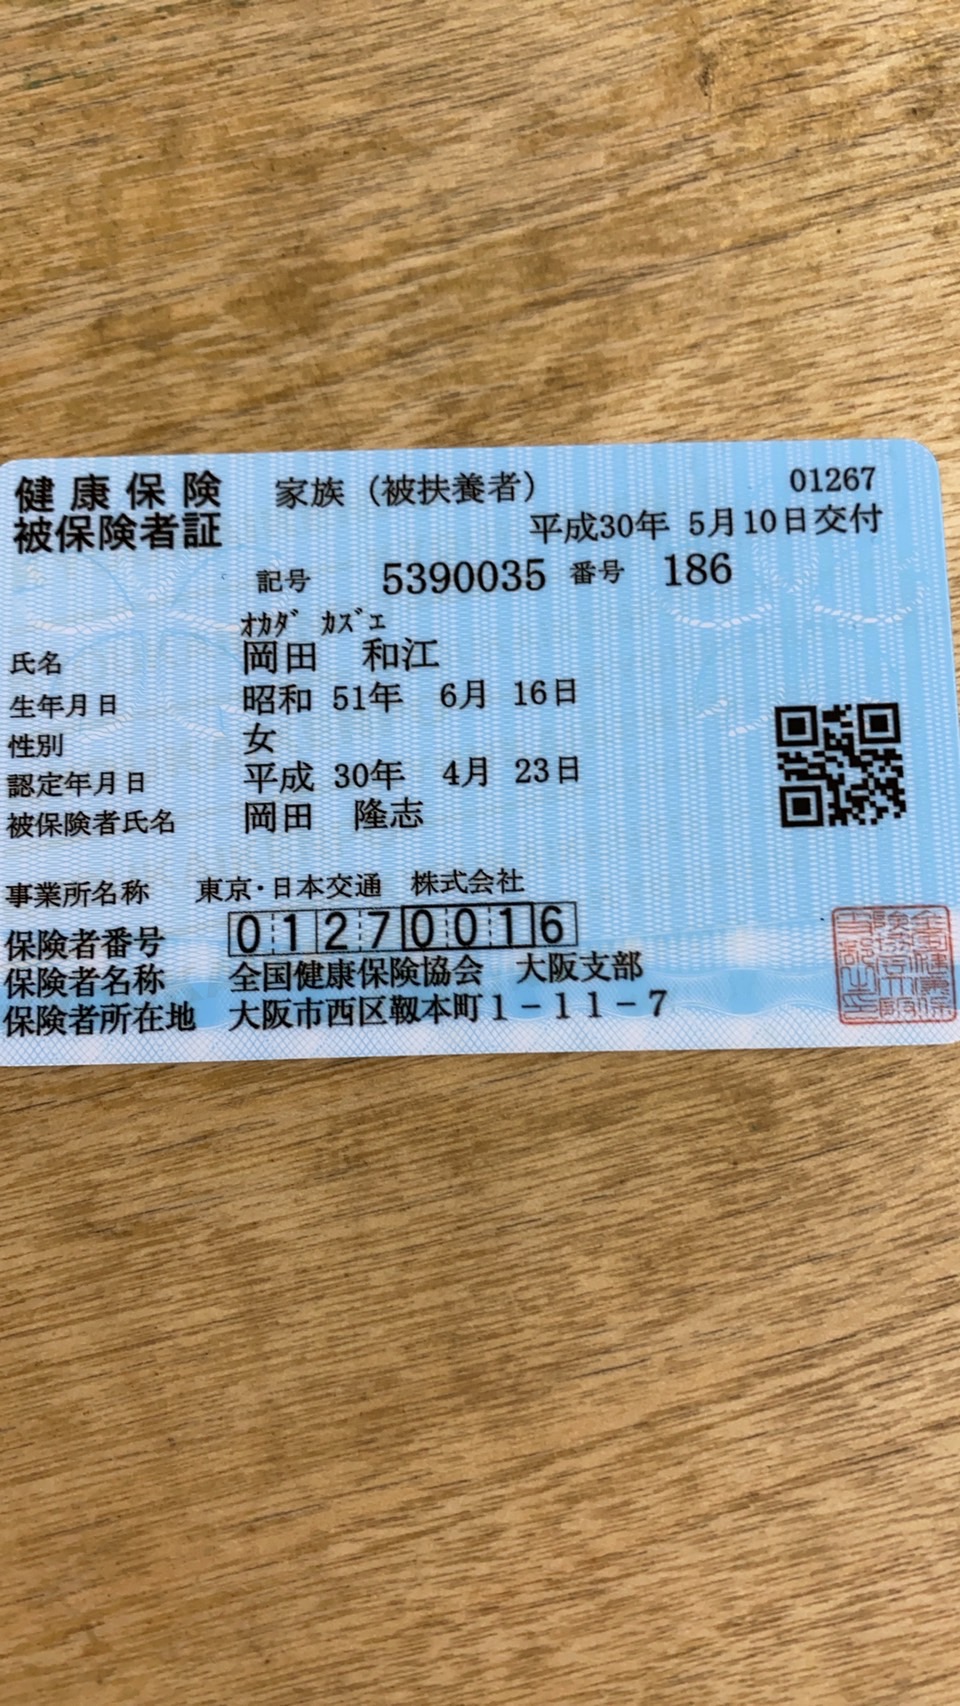 健康保険 家族（被扶養者） 01267
被保険者証 平成30年 5月10日交付
記号 5390035 番号 186
ｵｶﾀﾞ ｶｽﾞｴ
氏名 岡田 和江
生年月日 昭和 51年 6月 16日
性別 女
認定年月日 平成 30年 4月 23日
被保険者氏名 岡田 隆志
事業所名称 東京・日本交通 株式会社
保険者番号 01270016
保険者名称 全国健康保険協会 大阪支部
保険者所在地 大阪市西区靱本町1－11－7